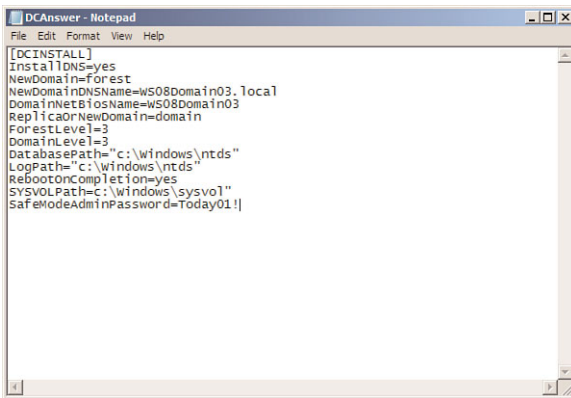 DCAnswer - Notepad
File Edit Format View Help
[DCINSTALL]
InstallDNS=yes
NewDomain=forest
NewDomainDNSName=WS08Domain03.local
DomainNetBiosName=WS08Domain03
ReplicaOrNewDomain=domain
ForestLevel=3
DomainLevel=3
DatabasePath="c:\Windows\ntds"
LogPath="c:\Windows\ntds"
RebootOnCompletion=yes
SYSVOLPath=c:\Windows\sysvol"
SafeModeAdminPassword=Today01!